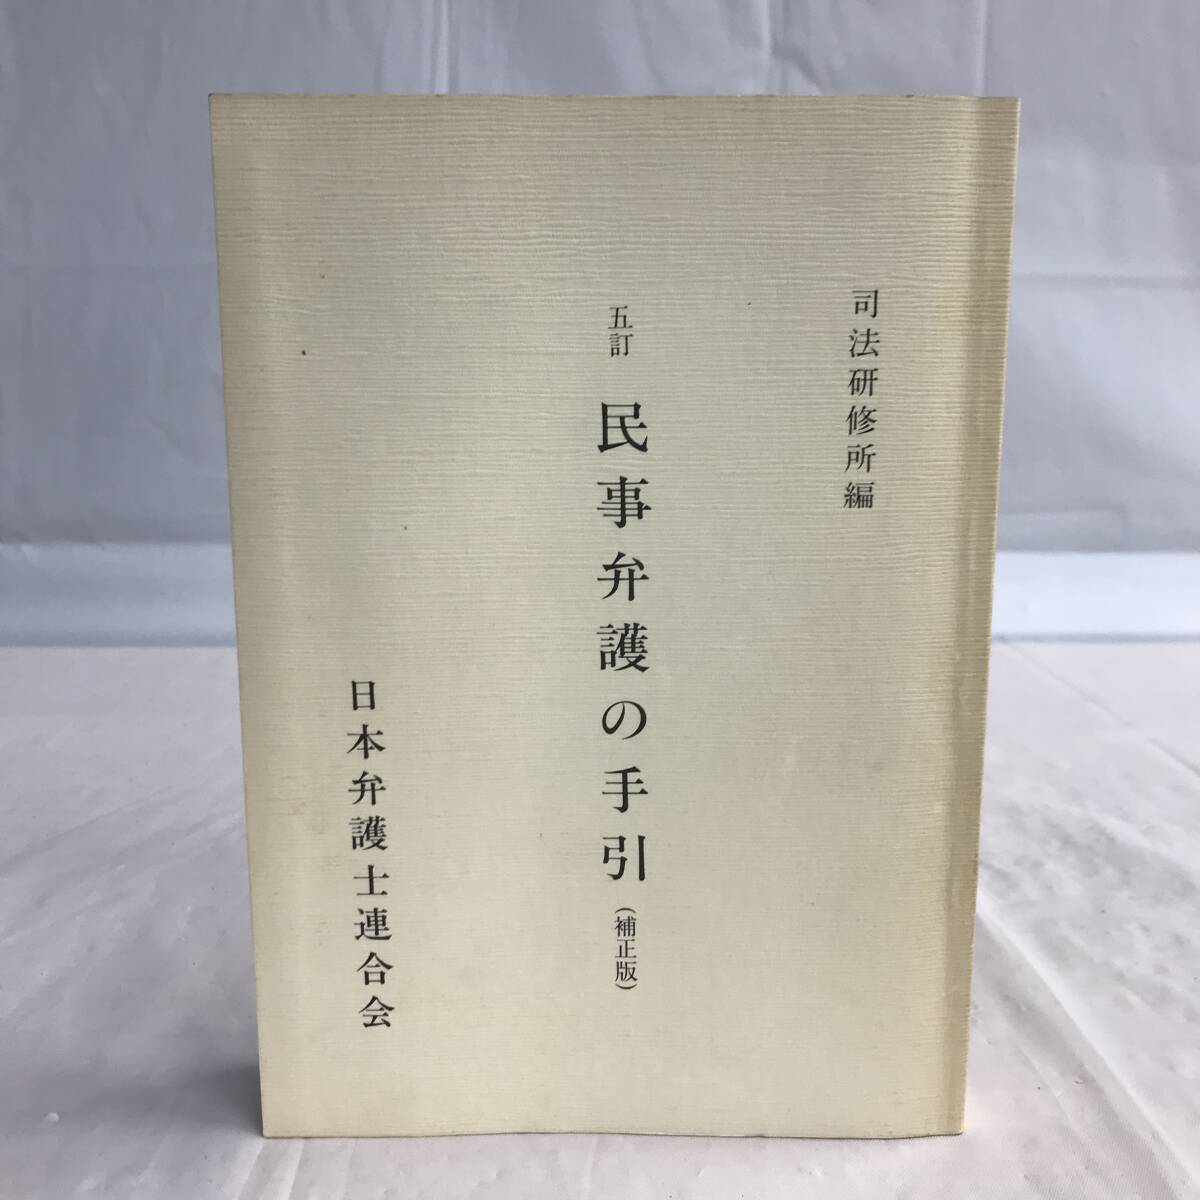 司法研修所編
五訂 民事弁護の手引(補正版)
日本弁護士連合会